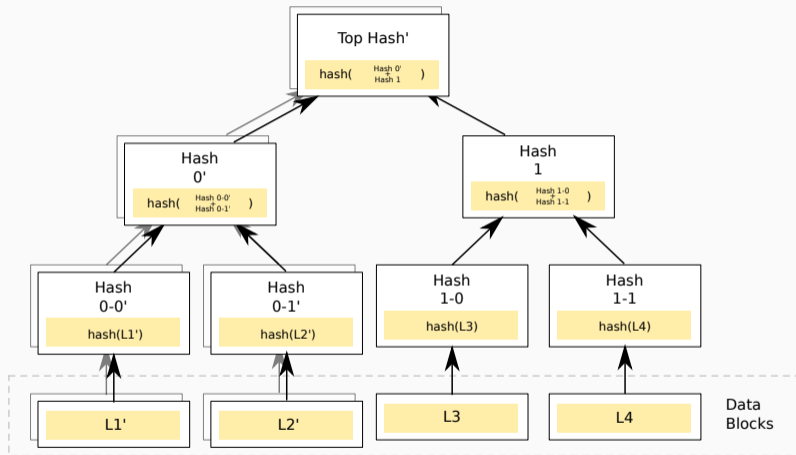 Top Hash'
hash( Hash 0' + Hash 1 )
Hash
0'
hash( Hash 0-0' + Hash 0-1' )
Hash
1
hash( Hash 1-0 + Hash 1-1 )
Hash
0-0'
hash(L1')
Hash
0-1'
hash(L2')
Hash
1-0
hash(L3)
Hash
1-1
hash(L4)
L1'
L2'
L3
L4
Data
Blocks